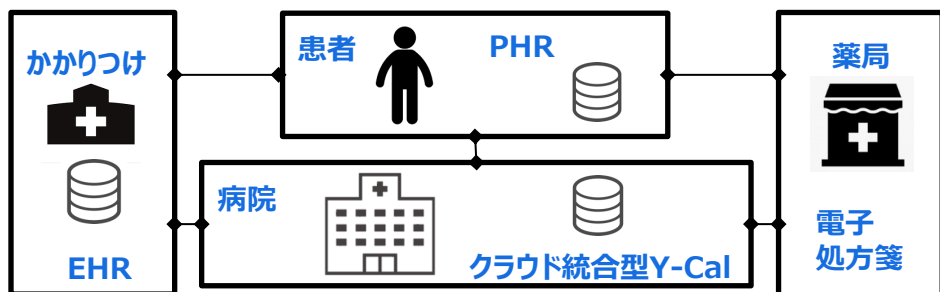 かかりつけ
EHR
患者
PHR
病院
クラウド統合型Y-Cal
薬局
電子
処方箋